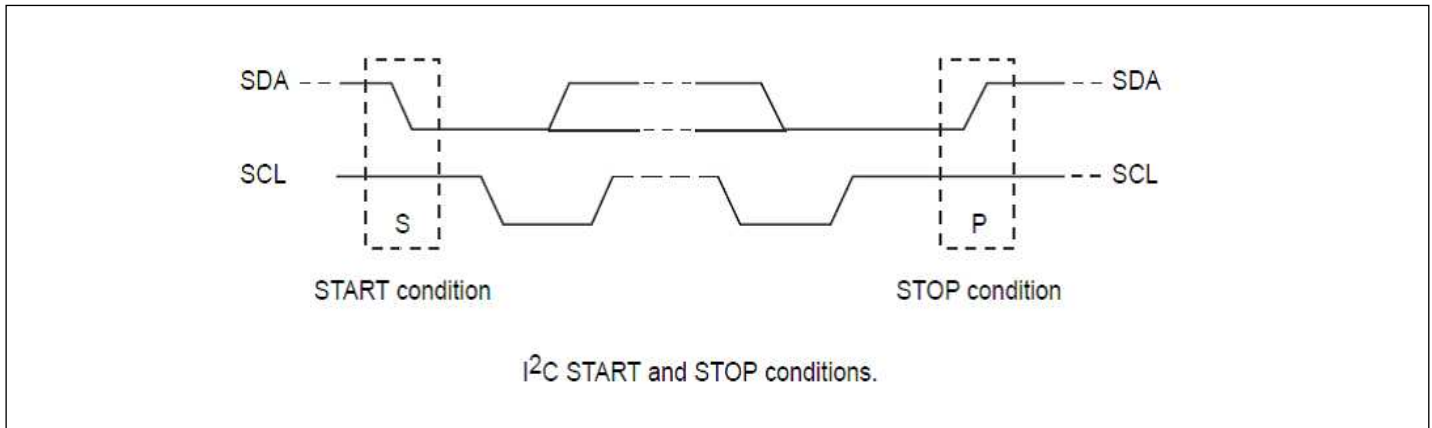 SDA SDA
SCL SCL
S P
START condition STOP condition
I²C START and STOP conditions.